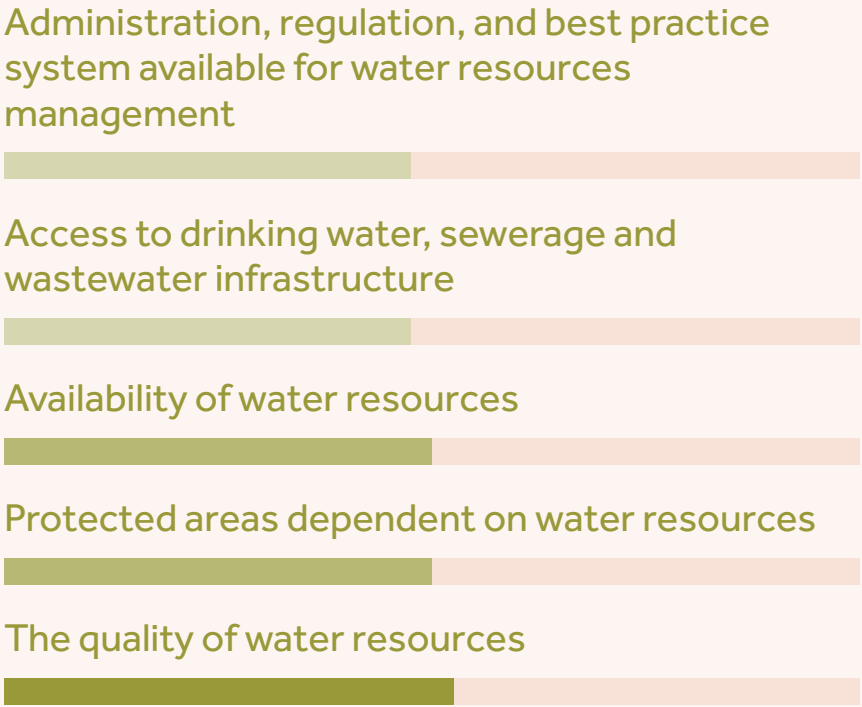 Administration, regulation, and best practice
system available for water resources
management
Access to drinking water, sewerage and
wastewater infrastructure
Availability of water resources
Protected areas dependent on water resources
The quality of water resources